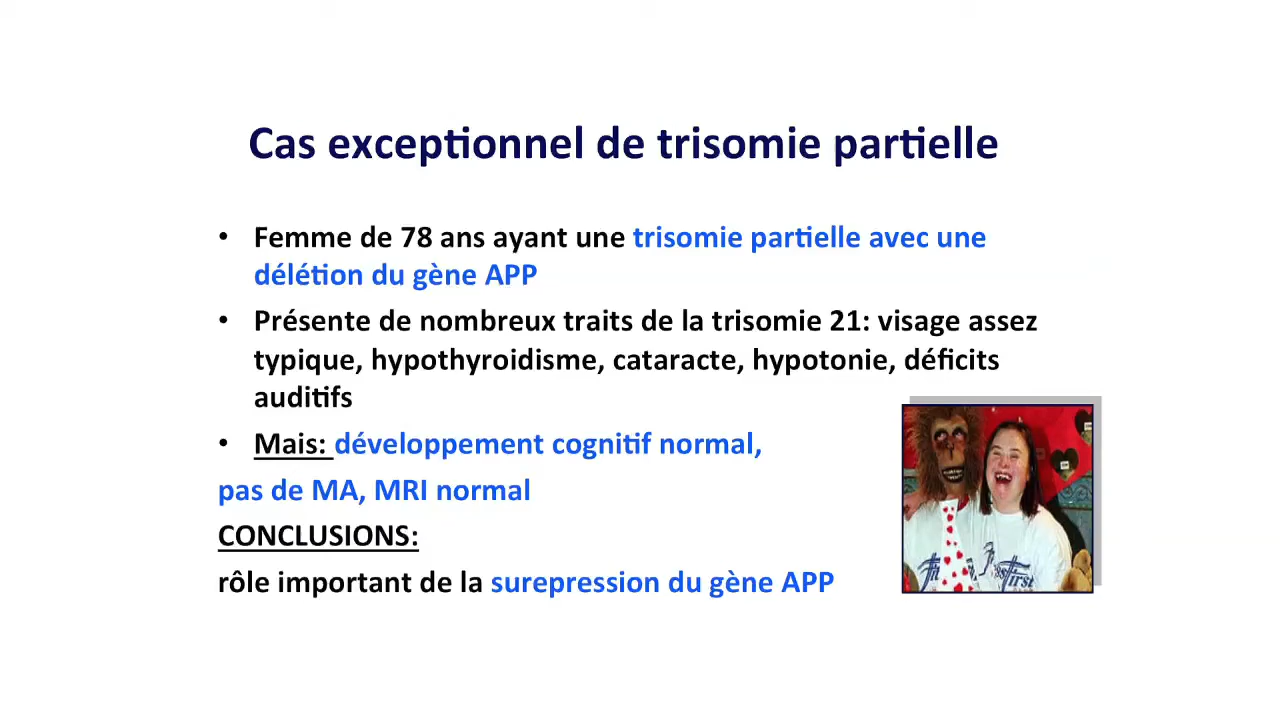 Cas exceptionnel de trisomie partielle
• Femme de 78 ans ayant une trisomie partielle avec une
délétion du gène APP
• Présente de nombreux traits de la trisomie 21: visage assez
typique, hypothyroidisme, cataracte, hypotonie, déficits
auditifs
• Mais: développement cognitif normal,
pas de MA, MRI normal
CONCLUSIONS:
rôle important de la surepression du gène APP